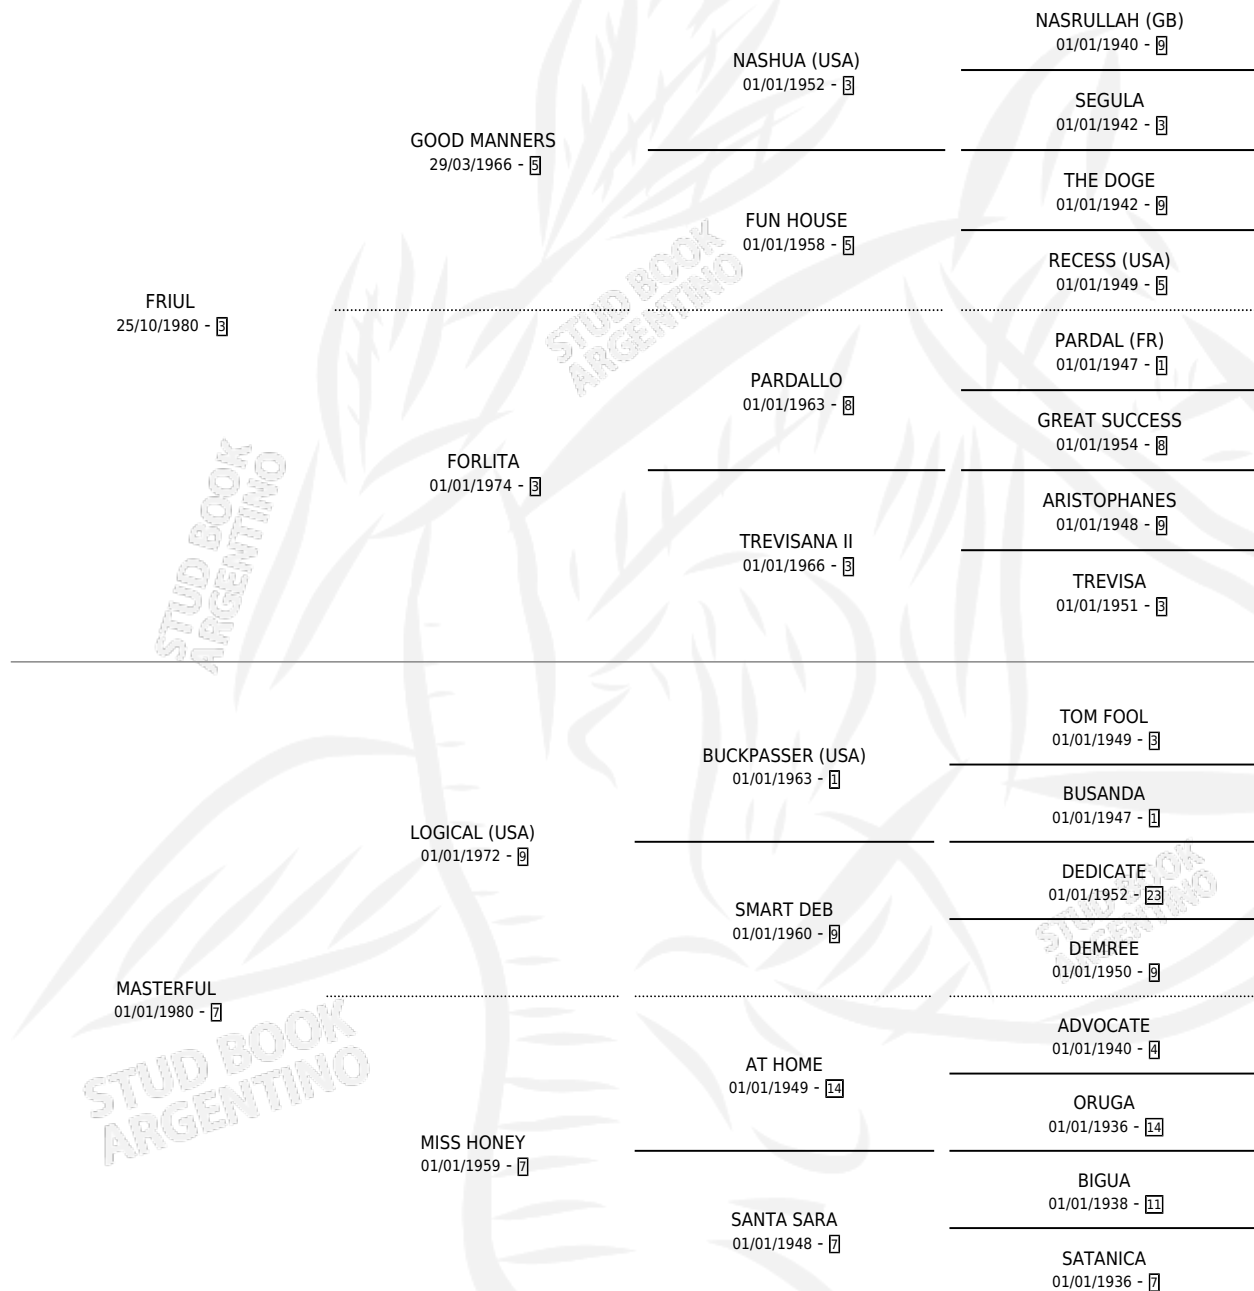 NASRULLAH (GB)
01/01/1940 - 9
NASHUA (USA)
01/01/1952 - 3
SEGULA
01/01/1942 - 3
GOOD MANNERS
29/03/1966 - 5
THE DOGE
01/01/1942 - 9
FUN HOUSE
01/01/1958 - 5
RECESS (USA)
01/01/1949 - 5
FRIUL
25/10/1980 - 3
PARDAL (FR)
01/01/1947 - 1
PARDALLO
01/01/1963 - 8
GREAT SUCCESS
01/01/1954 - 8
FORLITA
01/01/1974 - 3
ARISTOPHANES
01/01/1948 - 9
TREVISANA II
01/01/1966 - 3
TREVISA
01/01/1951 - 3
TOM FOOL
01/01/1949 - 3
BUCKPASSER (USA)
01/01/1963 - 1
BUSANDA
01/01/1947 - 1
LOGICAL (USA)
01/01/1972 - 9
DEDICATE
01/01/1952 - 23
SMART DEB
01/01/1960 - 9
DEMREE
01/01/1950 - 9
MASTERFUL
01/01/1980 - 7
ADVOCATE
01/01/1940 - 4
AT HOME
01/01/1949 - 14
ORUGA
01/01/1936 - 14
MISS HONEY
01/01/1959 - 7
BIGUA
01/01/1938 - 11
SANTA SARA
01/01/1948 - 7
SATANICA
01/01/1936 - 7
STUD BOOK
ARGENTINO
STUD BOOK
ARGENTINO
STUD BOOK
ARGENTINO
STUD BOOK
ARGENTINO